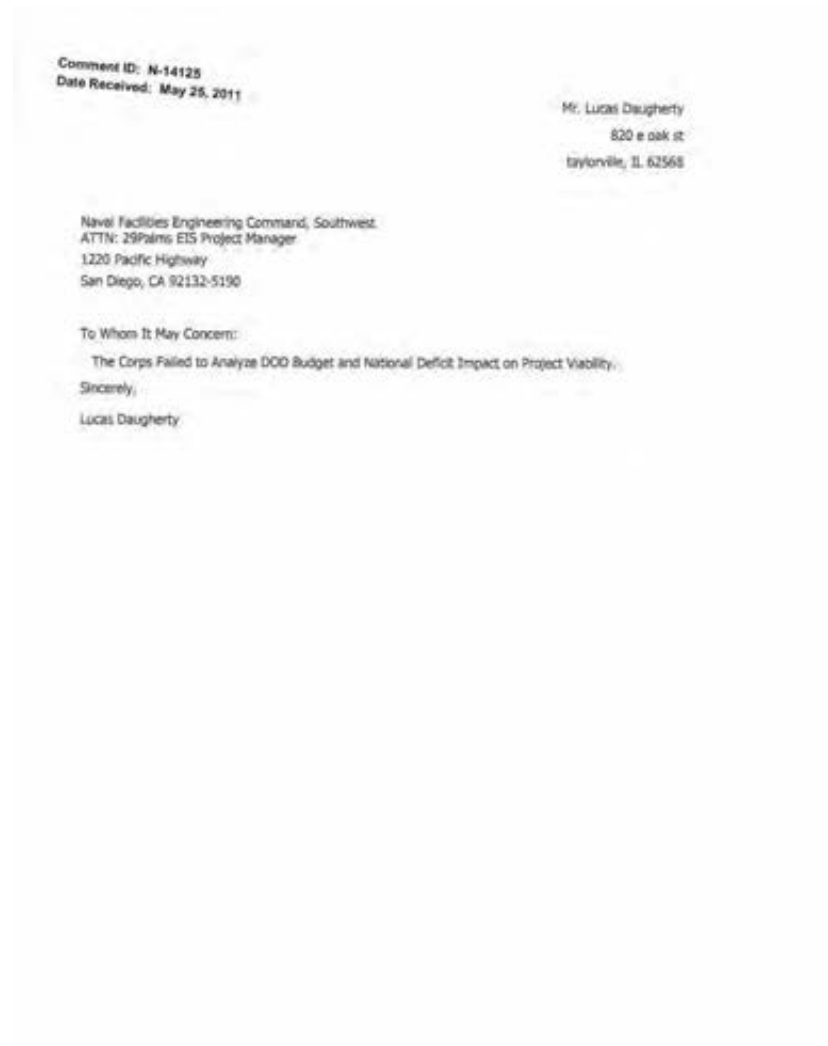 Comment ID: N-14125
Date Received: May 25, 2011
Mr. Lucas Daugherty
820 e oak st
taylorville, IL 62568
Naval Facilities Engineering Command, Southwest
ATTN: 29Palms EIS Project Manager
1220 Pacific Highway
San Diego, CA 92132-5190
To Whom It May Concern:
The Corps Failed to Analyze DOD Budget and National Deficit Impact on Project Viability.
Sincerely,
Lucas Daugherty